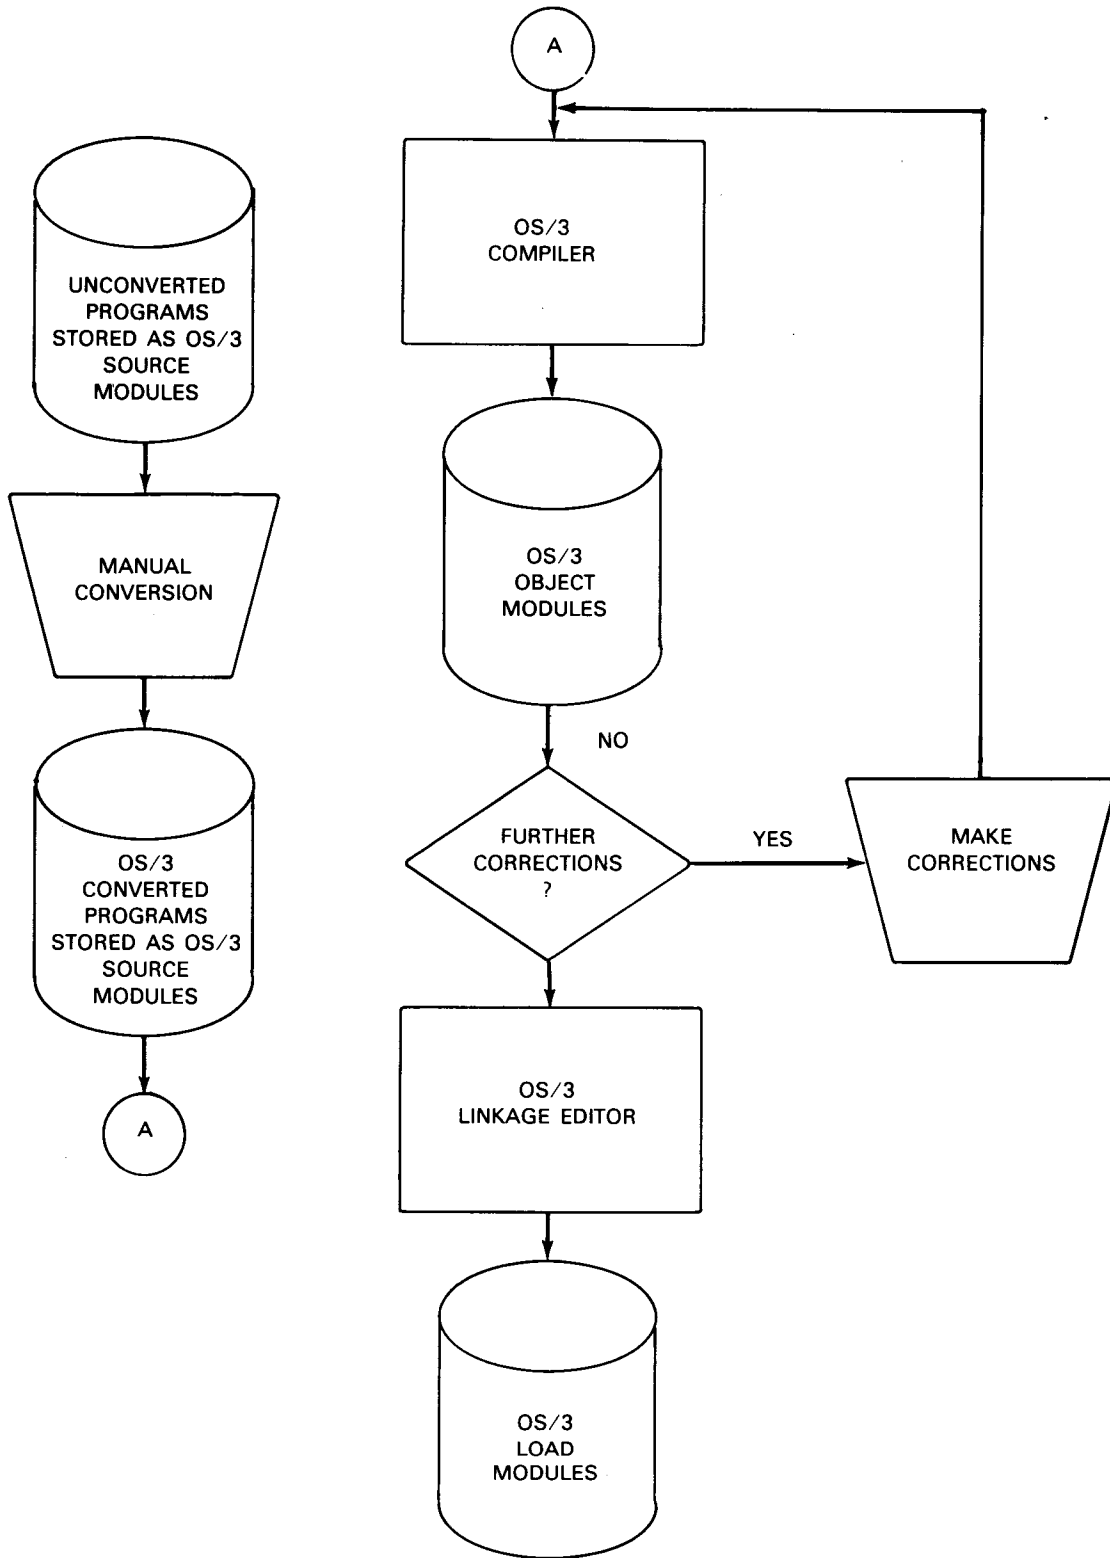 UNCONVERTED
PROGRAMS
STORED AS OS/3
SOURCE
MODULES
MANUAL
CONVERSION
OS/3
CONVERTED
PROGRAMS
STORED AS OS/3
SOURCE
MODULES
A
A
OS/3
COMPILER
OS/3
OBJECT
MODULES
NO
FURTHER
CORRECTIONS
?
YES
MAKE
CORRECTIONS
OS/3
LINKAGE EDITOR
OS/3
LOAD
MODULES